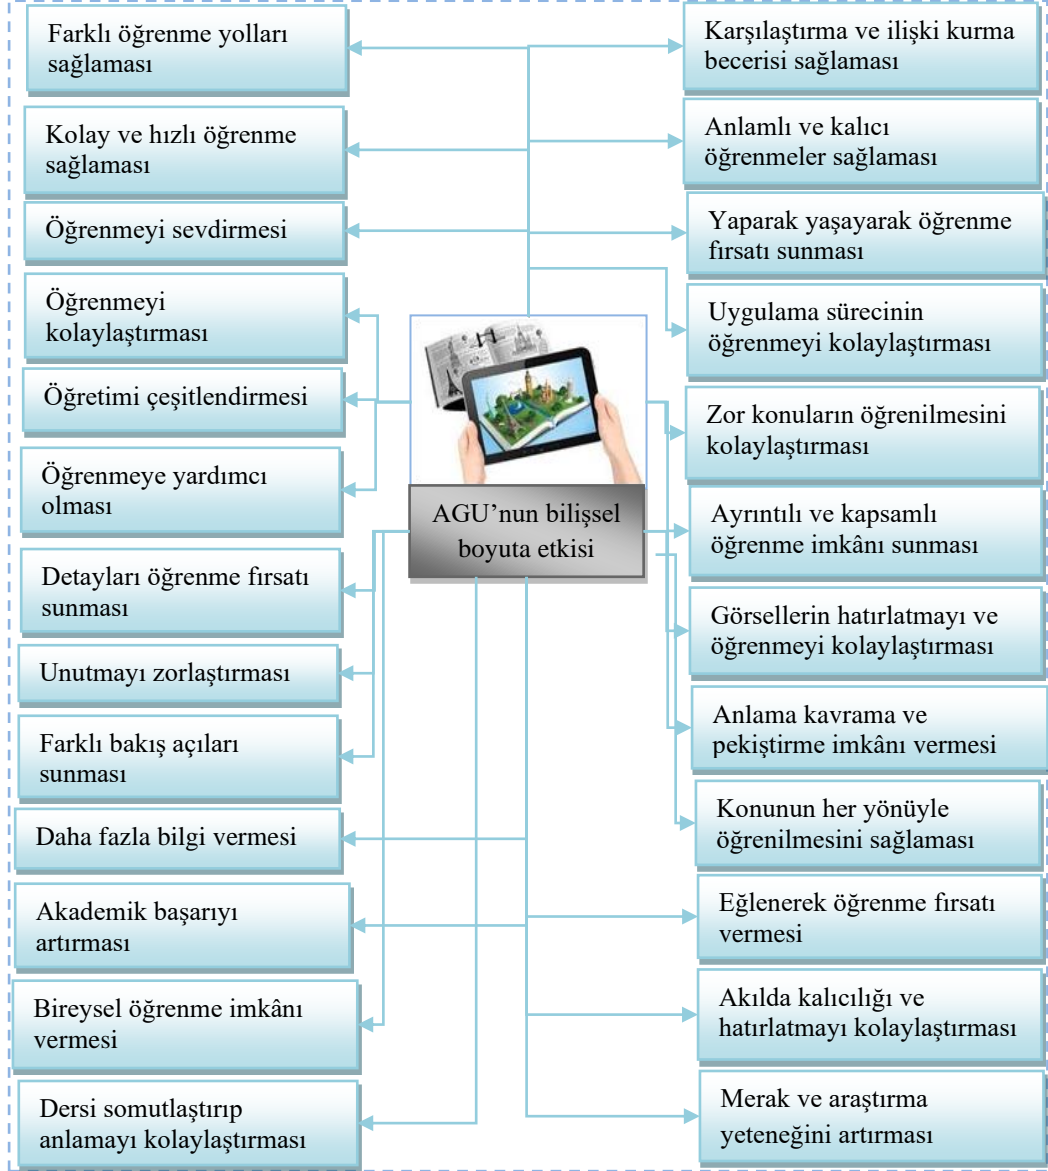 Farklı öğrenme yolları
sağlaması
Kolay ve hızlı öğrenme
sağlaması
Öğrenmeyi sevdirmesi
Öğrenmeyi
kolaylaştırması
Öğretimi çeşitlendirmesi
Öğrenmeye yardımcı
olması
Detayları öğrenme fırsatı
sunması
Unutmayı zorlaştırması
Farklı bakış açıları
sunması
Daha fazla bilgi vermesi
Akademik başarıyı
artırması
Bireysel öğrenme imkânı
vermesi
Dersi somutlaştırıp
anlamayı kolaylaştırması
AGU’nun bilişsel
boyuta etkisi
Karşılaştırma ve ilişki kurma
becerisi sağlaması
Anlamlı ve kalıcı
öğrenmeler sağlaması
Yaparak yaşayarak öğrenme
fırsatı sunması
Uygulama sürecinin
öğrenmeyi kolaylaştırması
Zor konuların öğrenilmesini
kolaylaştırması
Ayrıntılı ve kapsamlı
öğrenme imkânı sunması
Görsellerin hatırlatmayı ve
öğrenmeyi kolaylaştırması
Anlama kavrama ve
pekiştirme imkânı vermesi
Konunun her yönüyle
öğrenilmesini sağlaması
Eğlenerek öğrenme fırsatı
vermesi
Akılda kalıcılığı ve
hatırlatmayı kolaylaştırması
Merak ve araştırma
yeteneğini artırması